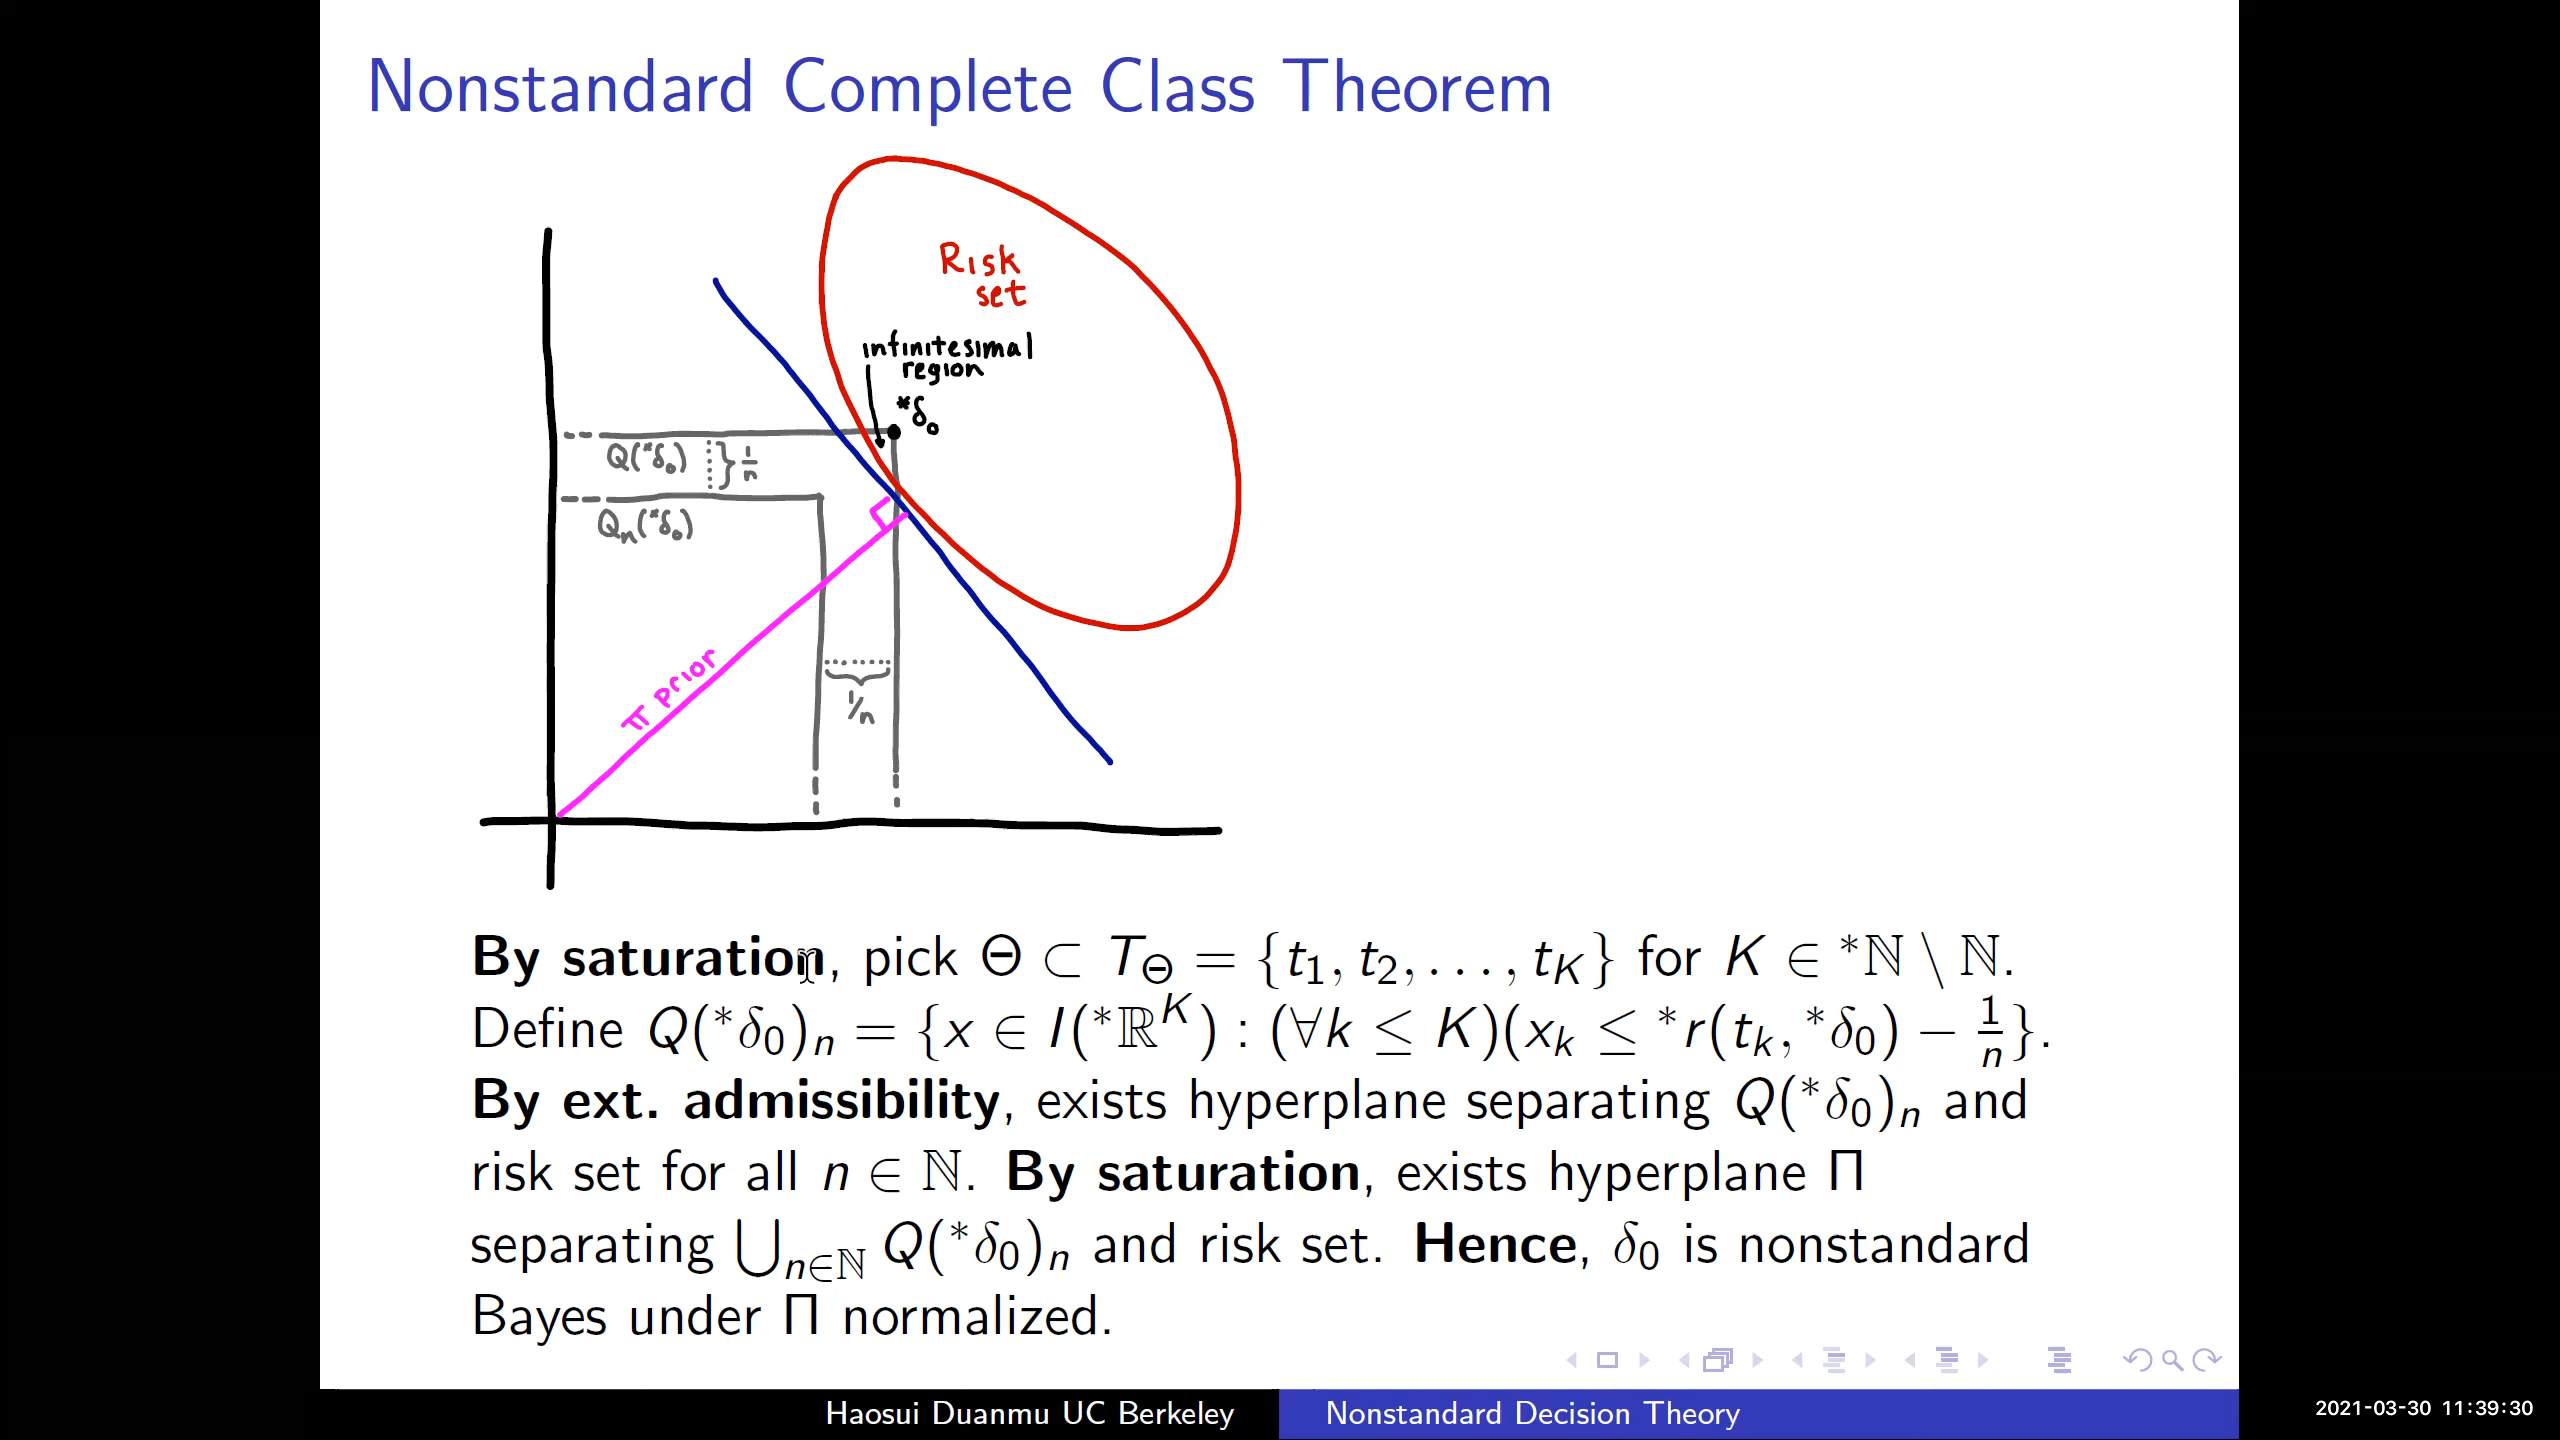 Nonstandard Complete Class Theorem
Risk
set
infinitesimal
region
*δ₀
Q(*δ₀) } 1/n
Qₙ(*δ₀)
π prior
1/n
By saturation, pick Θ ⊂ T_Θ = {t₁, t₂, . . . , t_K} for K ∈ *ℕ \ ℕ.
Define Q(*δ₀)ₙ = {x ∈ I(*ℝ^K) : (∀k ≤ K)(x_k ≤ *r(t_k, *δ₀) − 1/n}.
By ext. admissibility, exists hyperplane separating Q(*δ₀)ₙ and
risk set for all n ∈ ℕ. By saturation, exists hyperplane Π
separating ⋃_{n∈ℕ} Q(*δ₀)ₙ and risk set. Hence, δ₀ is nonstandard
Bayes under Π normalized.
Haosui Duanmu UC Berkeley
Nonstandard Decision Theory
2021-03-30 11:39:30